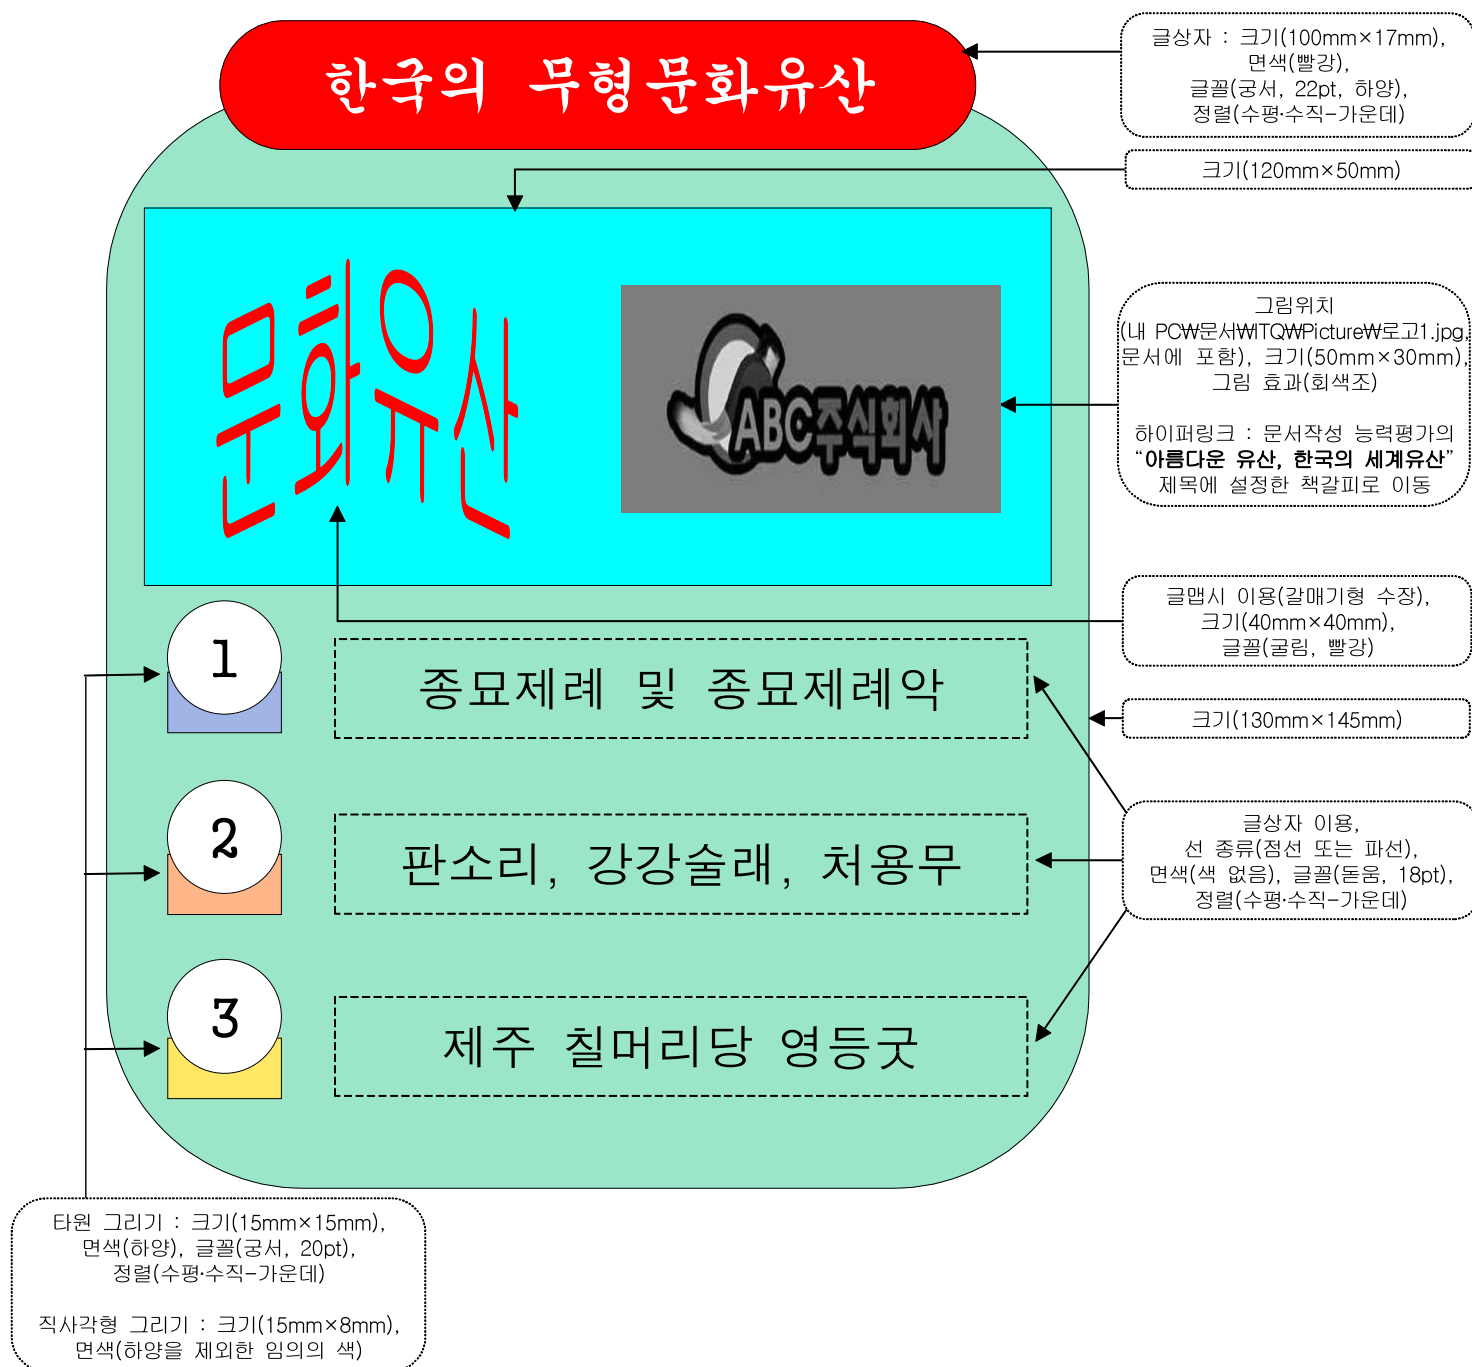 한국의 무형문화유산
글상자 : 크기(100mm×17mm),
면색(빨강),
글꼴(궁서, 22pt, 하양),
정렬(수평·수직-가운데)
크기(120mm×50mm)
문화유산
ABC주식회사
그림위치
(내 PC₩문서₩ITQ₩Picture₩로고1.jpg,
문서에 포함), 크기(50mm×30mm),
그림 효과(회색조)
하이퍼링크 : 문서작성 능력평가의
“아름다운 유산, 한국의 세계유산”
제목에 설정한 책갈피로 이동
글맵시 이용(갈매기형 수장),
크기(40mm×40mm),
글꼴(굴림, 빨강)
1
종묘제례 및 종묘제례악
크기(130mm×145mm)
2
판소리, 강강술래, 처용무
글상자 이용,
선 종류(점선 또는 파선),
면색(색 없음), 글꼴(돋움, 18pt),
정렬(수평·수직-가운데)
3
제주 칠머리당 영등굿
타원 그리기 : 크기(15mm×15mm),
면색(하양), 글꼴(궁서, 20pt),
정렬(수평·수직-가운데)
직사각형 그리기 : 크기(15mm×8mm),
면색(하양을 제외한 임의의 색)